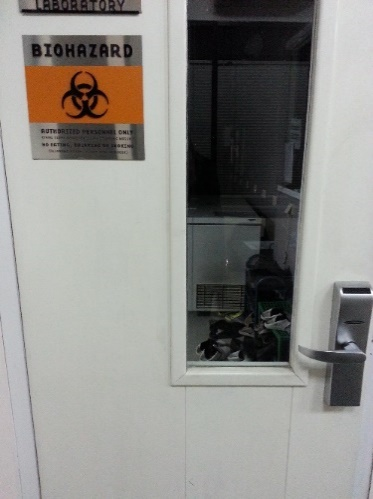 LABORATORY
BIOHAZARD
AUTHORIZED PERSONNEL ONLY
NO EATING, DRINKING OR SMOKING